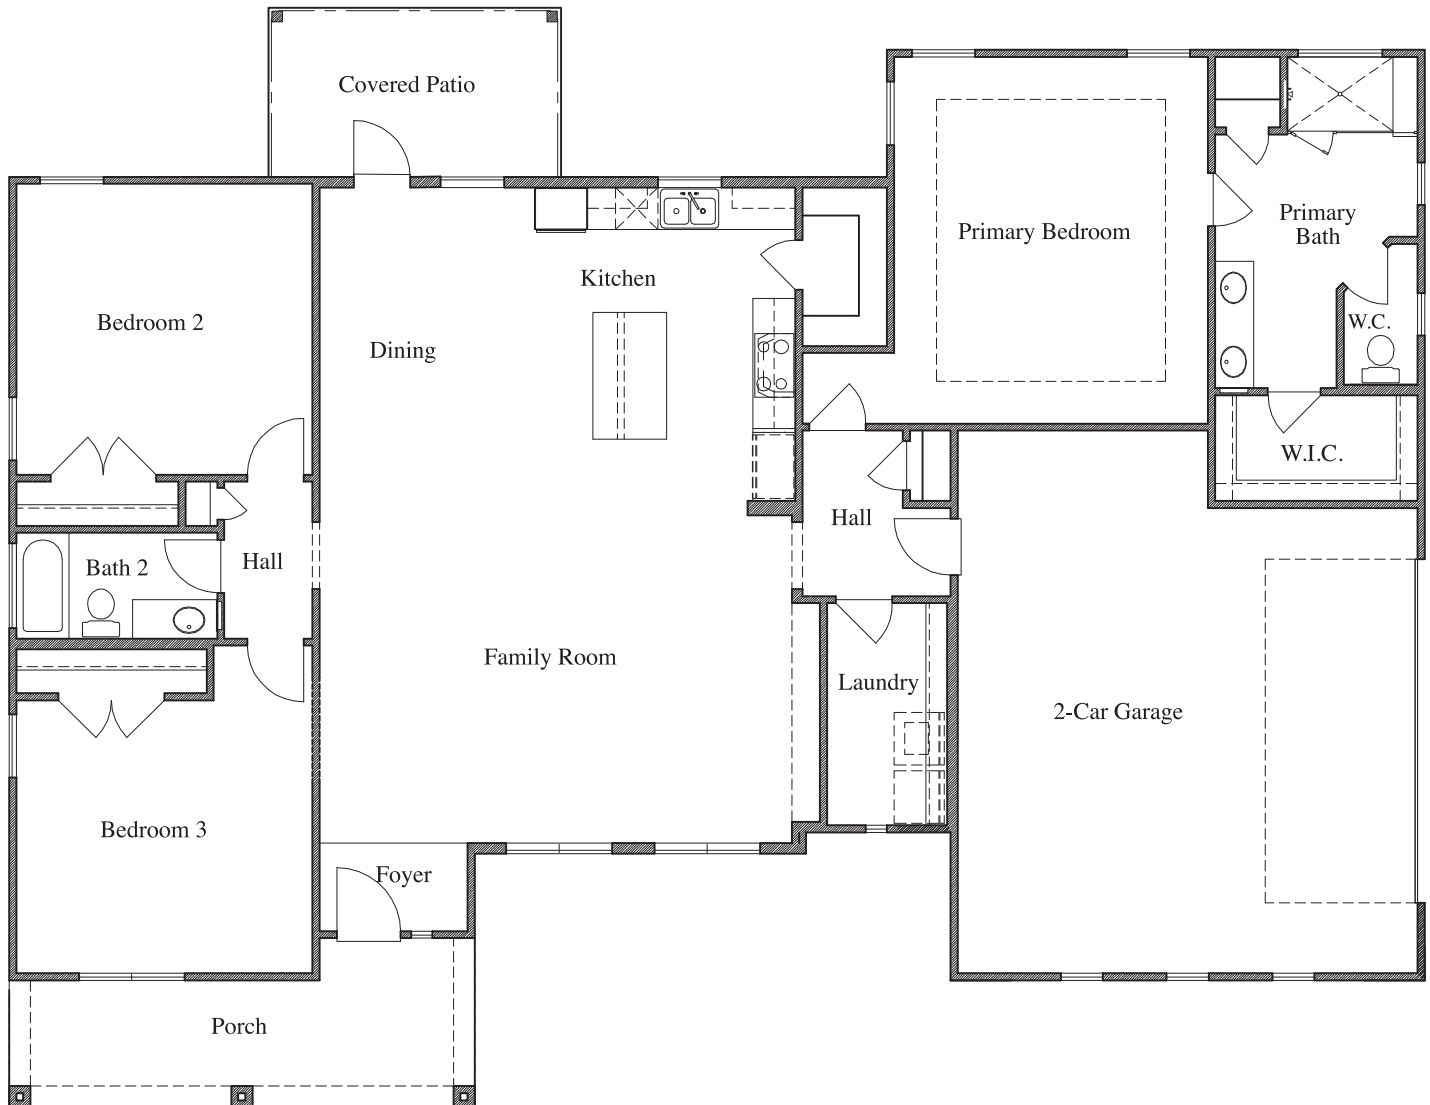 Covered Patio
Primary
Bath
Primary Bedroom
Kitchen
Bedroom 2
W.C.
Dining
W.I.C.
Hall
Hall
Bath 2
Family Room
Laundry
2-Car Garage
Bedroom 3
Foyer
Porch